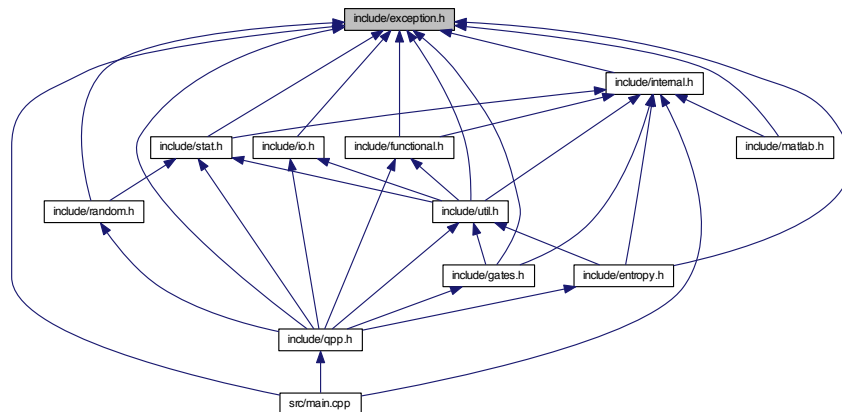 include/exception.h
include/internal.h
include/stat.h
include/io.h
include/functional.h
include/matlab.h
include/random.h
include/util.h
include/gates.h
include/entropy.h
include/qpp.h
src/main.cpp